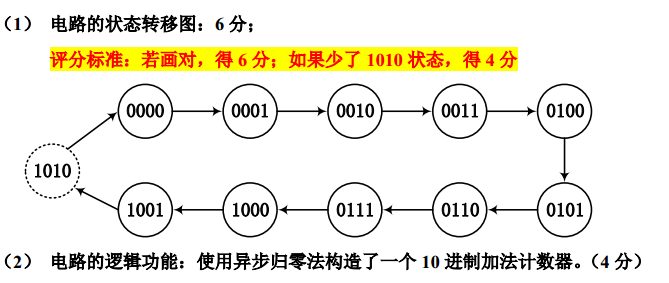 （1） 电路的状态转移图：6 分；
评分标准：若画对，得 6 分；如果少了 1010 状态，得 4 分
0000 0001 0010 0011 0100
1010
1001 1000 0111 0110 0101
（2） 电路的逻辑功能：使用异步归零法构造了一个 10 进制加法计数器。（4 分）